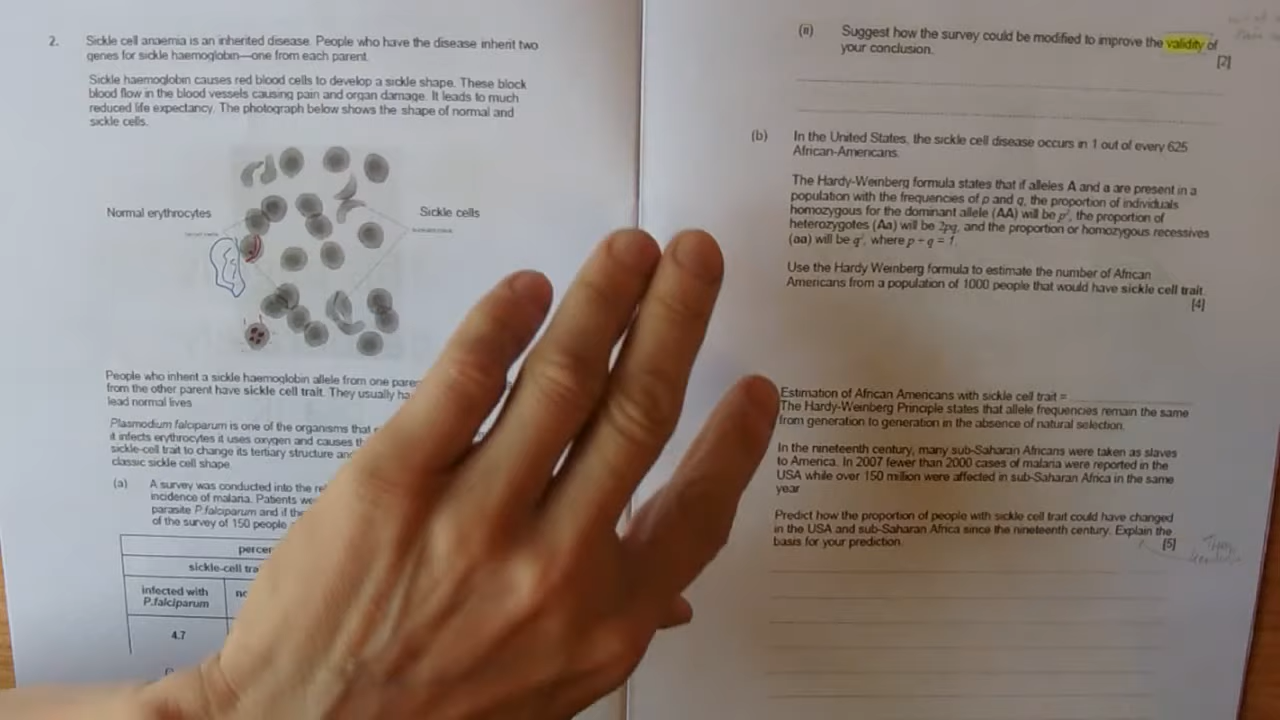 2. Sickle cell anaemia is an inherited disease. People who have the disease inherit two
genes for sickle haemoglobin—one from each parent.
Sickle haemoglobin causes red blood cells to develop a sickle shape. These block
blood flow in the blood vessels causing pain and organ damage. It leads to much
reduced life expectancy. The photograph below shows the shape of normal and
sickle cells.
Normal erythrocytes
Sickle cells
People who inherit a sickle haemoglobin allele from one
from the other parent have sickle cell trait. They usually
lead normal lives
Plasmodium falciparum is one of the organisms that
it infects erythrocytes it uses oxygen and causes
sickle-cell trait to change its tertiary structure
classic sickle cell shape.
(a) A survey was conducted into the
incidence of malaria. Patients
parasite P.falciparum and if
of the survey of 150 people
sickle-cell
infected with
P.falciparum
4.7
(ii) Suggest how the survey could be modified to improve the validity of
your conclusion.
[2]
(b) In the United States, the sickle cell disease occurs in 1 out of every 625
African-Americans.
The Hardy-Weinberg formula states that if alleles A and a are present in a
population with the frequencies of p and q, the proportion of individuals
homozygous for the dominant allele (AA) will be p², the proportion of
heterozygotes (Aa) will be 2pq, and the proportion or homozygous recessives
(aa) will be q², where p + q = 1.
Use the Hardy Weinberg formula to estimate the number of African
Americans from a population of 1000 people that would have sickle cell trait.
[4]
Estimation of African Americans with sickle cell trait =
The Hardy-Weinberg Principle states that allele frequencies remain the same
from generation to generation in the absence of natural selection.
In the nineteenth century, many sub-Saharan Africans were taken as slaves
to America. In 2007 fewer than 2000 cases of malaria were reported in the
USA while over 150 million were affected in sub-Saharan Africa in the same
year
Predict how the proportion of people with sickle cell trait could have changed
in the USA and sub-Saharan Africa since the nineteenth century. Explain the
basis for your prediction.
[5]